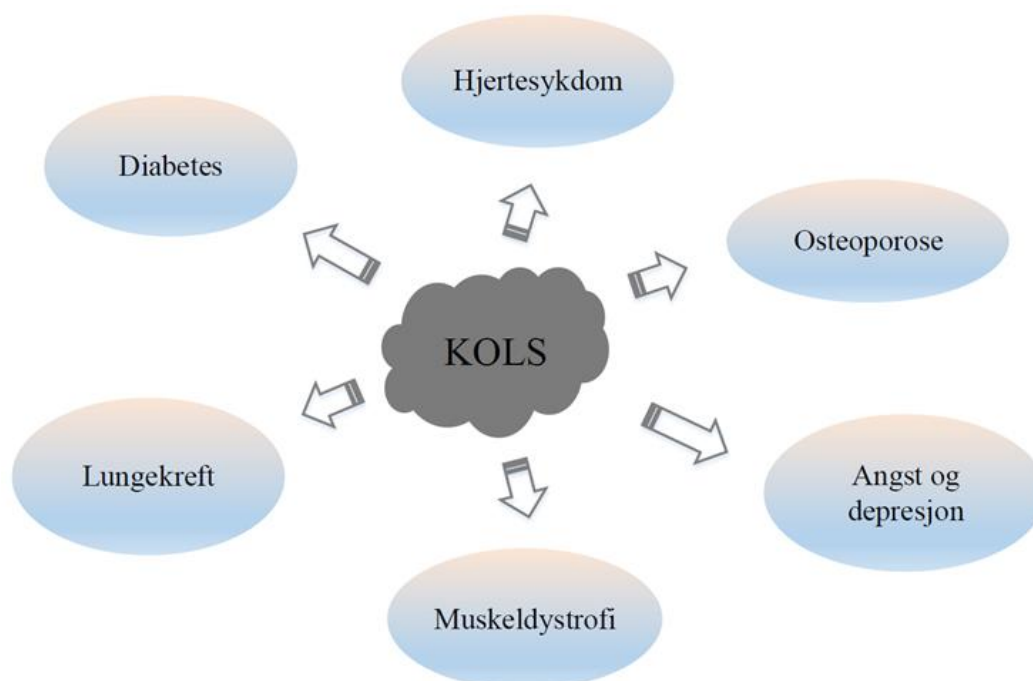 Hjertesykdom
Diabetes
Osteoporose
KOLS
Lungekreft
Angst og
depresjon
Muskeldystrofi